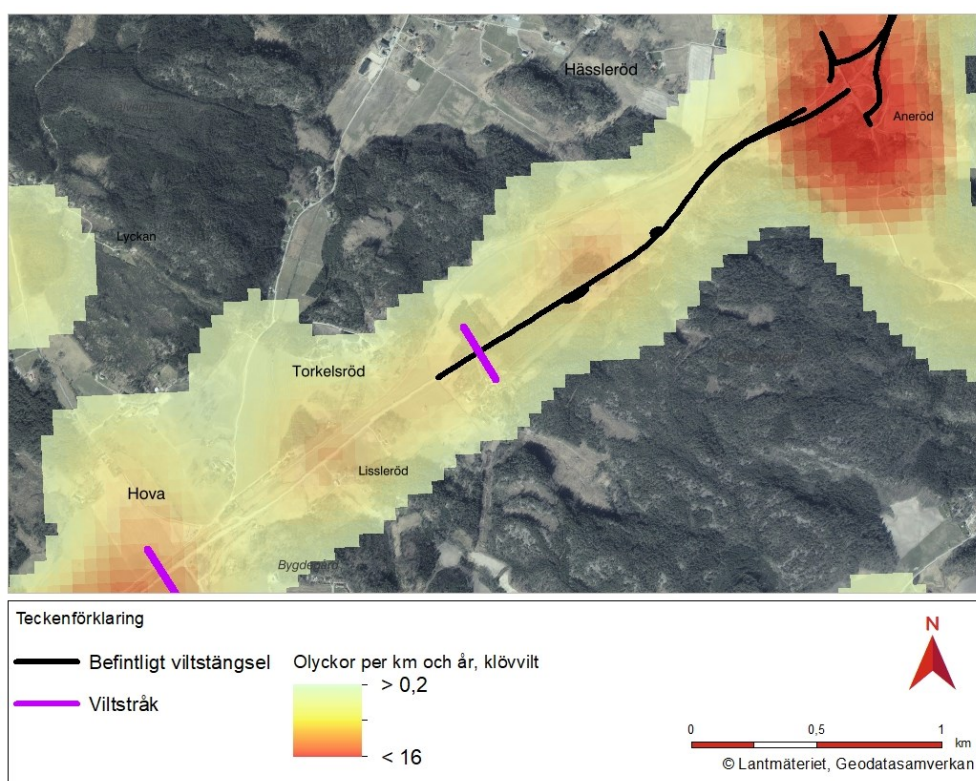 Hässleröd
Aneröd
Lyckan
Torkelsröd
Lissleröd
Hova
Bygdegård
Teckenförklaring
Befintligt viltstängsel
Viltstråk
Olyckor per km och år, klövvilt
> 0,2
< 16
N
0 0,5 1
km
© Lantmäteriet, Geodatasamverkan